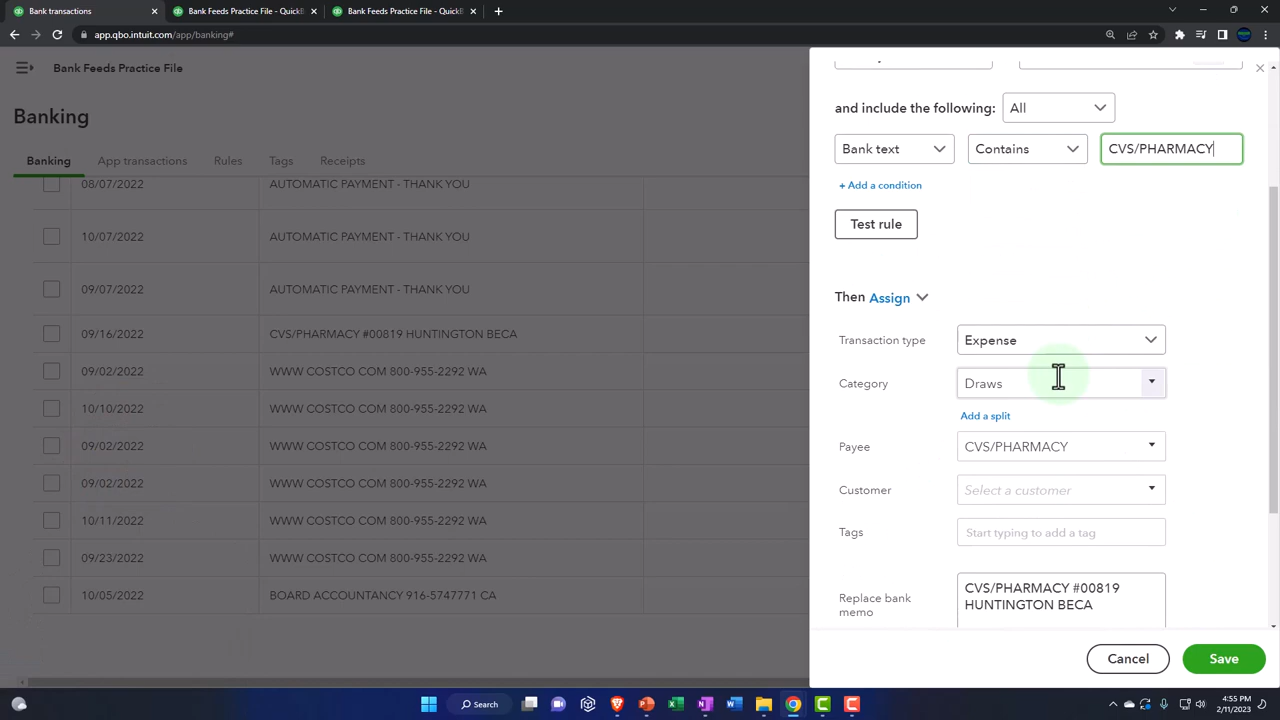 Bank transactions
Bank Feeds Practice File - QuickB
Bank Feeds Practice File - QuickB
app.qbo.intuit.com/app/banking#
Bank Feeds Practice File
Banking
Banking App transactions Rules Tags Receipts
08/07/2022 AUTOMATIC PAYMENT - THANK YOU
10/07/2022 AUTOMATIC PAYMENT - THANK YOU
09/07/2022 AUTOMATIC PAYMENT - THANK YOU
09/16/2022 CVS/PHARMACY #00819 HUNTINGTON BECA
09/02/2022 WWW COSTCO COM 800-955-2292 WA
10/10/2022 WWW COSTCO COM 800-955-2292 WA
09/02/2022 WWW COSTCO COM 800-955-2292 WA
09/02/2022 WWW COSTCO COM 800-955-2292 WA
10/11/2022 WWW COSTCO COM 800-955-2292 WA
09/23/2022 WWW COSTCO COM 800-955-2292 WA
10/05/2022 BOARD ACCOUNTANCY 916-5747771 CA
and include the following: All
Bank text Contains CVS/PHARMACY
+ Add a condition
Test rule
Then Assign
Transaction type Expense
Category Draws
Add a split
Payee CVS/PHARMACY
Customer Select a customer
Tags Start typing to add a tag
Replace bank
memo
CVS/PHARMACY #00819
HUNTINGTON BECA
Cancel Save
Search
4:55 PM
2/11/2023